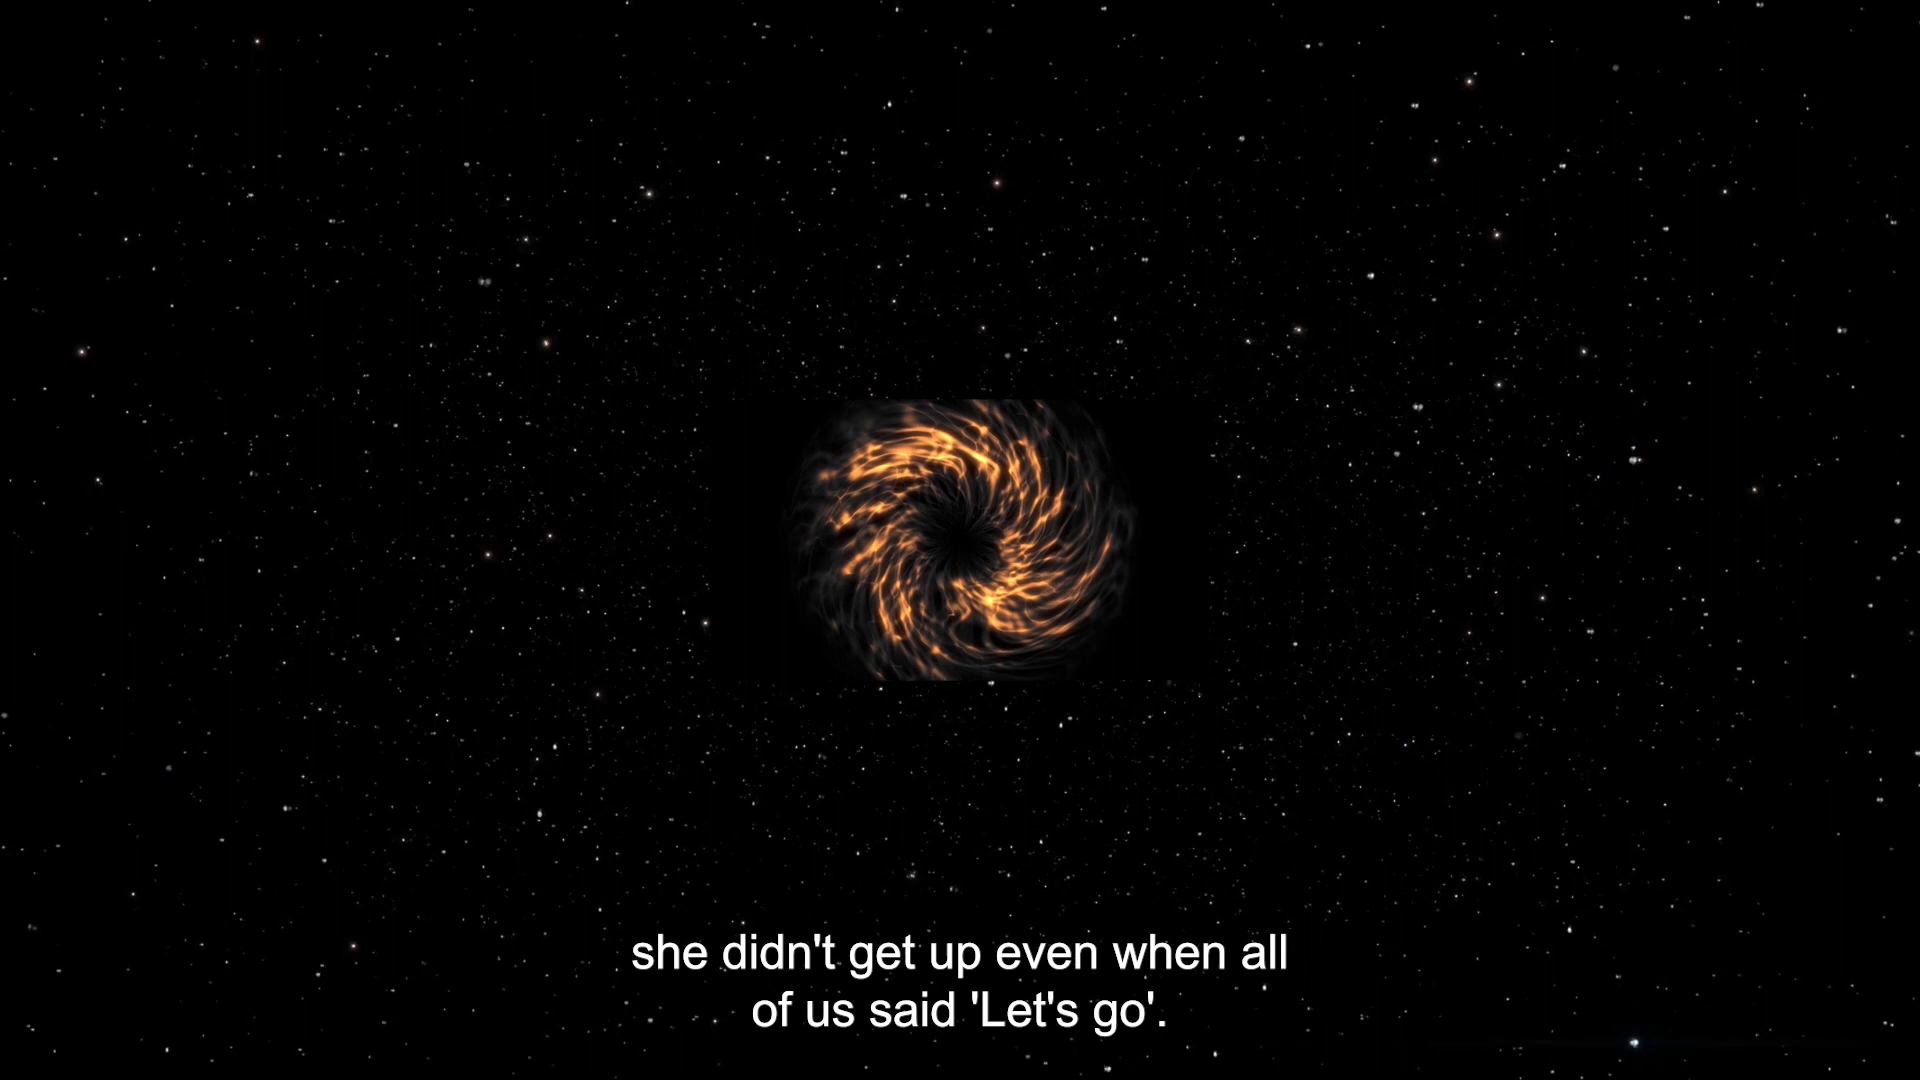 she didn't get up even when all
of us said 'Let's go'.